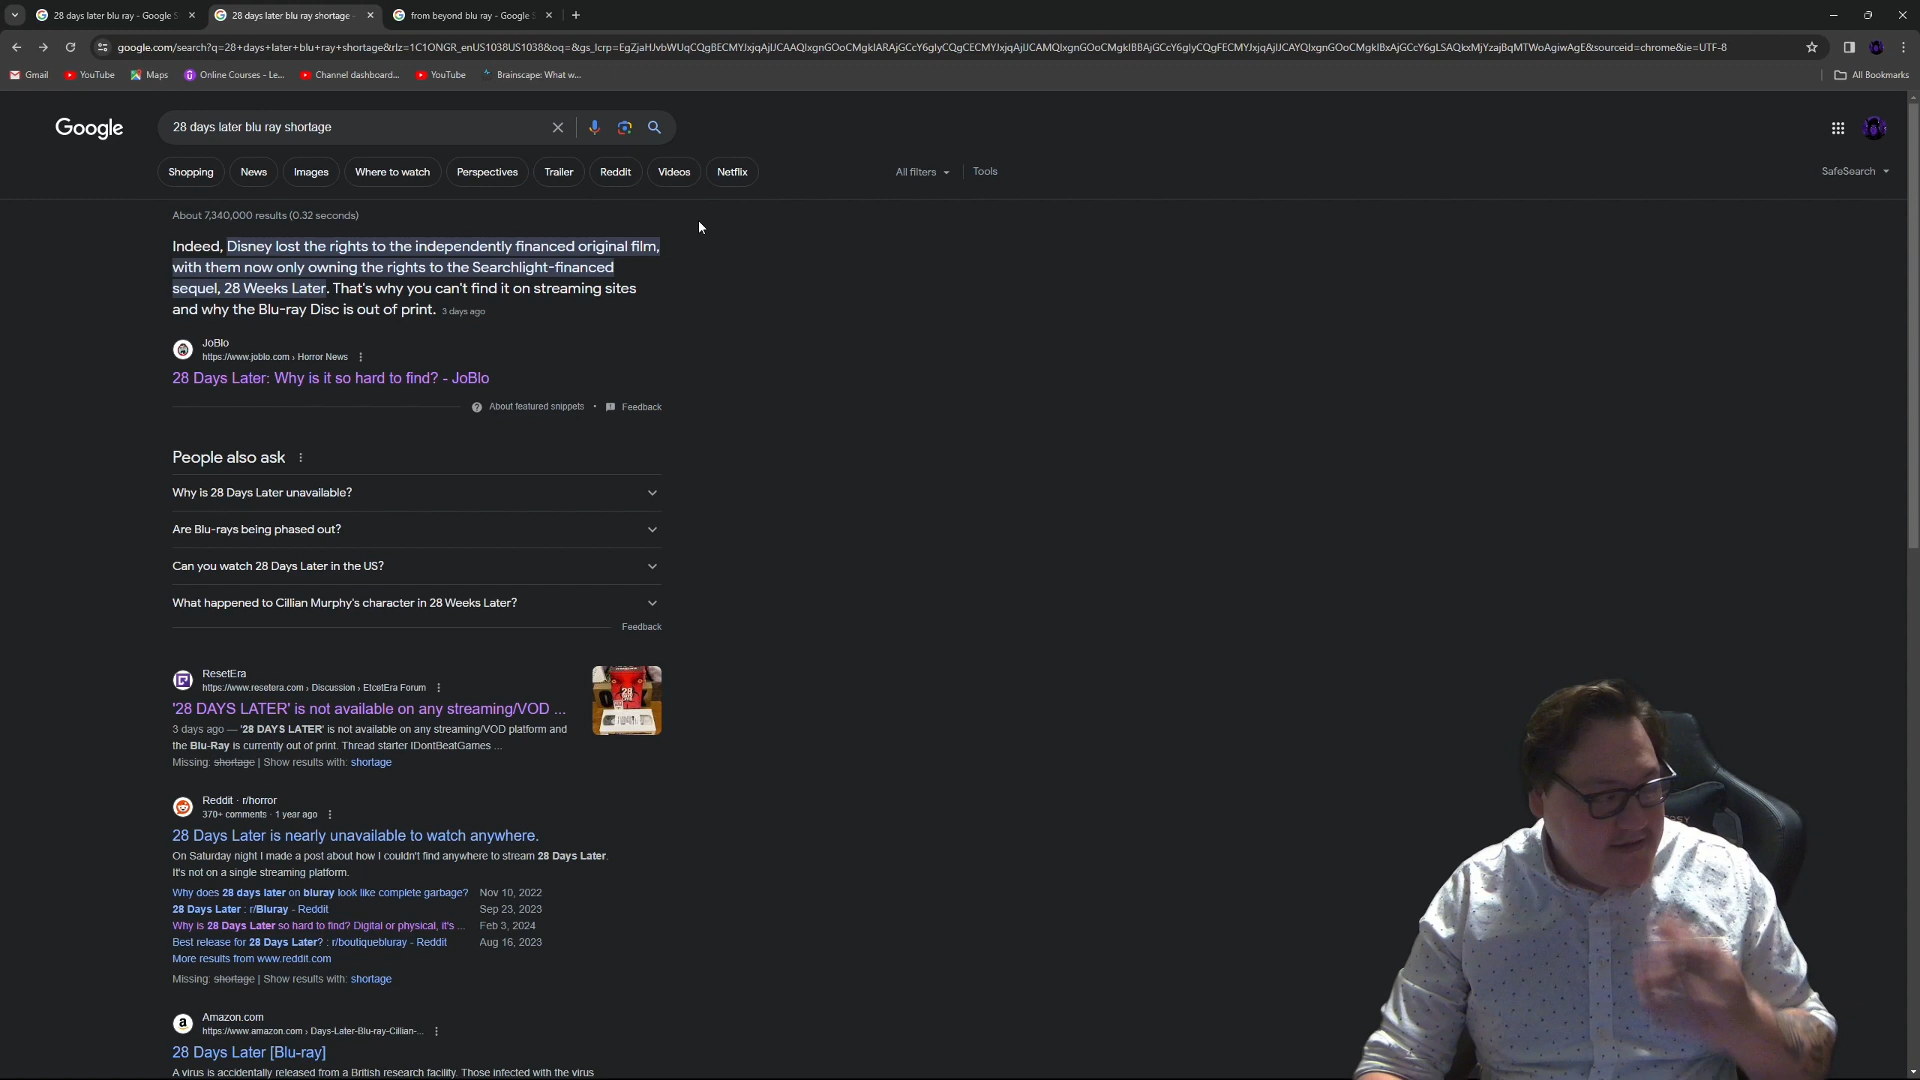 28 days later blu ray - Google S
28 days later blu ray shortage -
from beyond blu ray - Google S
google.com/search?q=28+days+later+blu+ray+shortage&rlz=1C1ONGR_enUS1038US1038&oq=&gs_lcrp=
&sourceid=chrome&ie=UTF-8
Gmail
YouTube
Maps
Online Courses - Le...
Channel dashboard...
YouTube
Brainscape: What w...
All Bookmarks
Google
28 days later blu ray shortage
Shopping
News
Images
Where to watch
Perspectives
Trailer
Reddit
Videos
Netflix
All filters
Tools
SafeSearch
About 7,340,000 results (0.32 seconds)
Indeed, Disney lost the rights to the independently financed original film,
with them now only owning the rights to the Searchlight-financed
sequel, 28 Weeks Later. That's why you can't find it on streaming sites
and why the Blu-ray Disc is out of print. 3 days ago
JoBlo
https://www.joblo.com › Horror News
28 Days Later: Why is it so hard to find? - JoBlo
About featured snippets • Feedback
People also ask
Why is 28 Days Later unavailable?
Are Blu-rays being phased out?
Can you watch 28 Days Later in the US?
What happened to Cillian Murphy's character in 28 Weeks Later?
Feedback
ResetEra
https://www.resetera.com › Discussion › EtcetEra Forum
'28 DAYS LATER' is not available on any streaming/VOD ...
3 days ago — '28 DAYS LATER' is not available on any streaming/VOD platform and
the Blu-Ray is currently out of print. Thread starter IDontBeatGames ...
Missing: shortage | Show results with: shortage
Reddit · r/horror
370+ comments · 1 year ago
28 Days Later is nearly unavailable to watch anywhere.
On Saturday night I made a post about how I couldn't find anywhere to stream 28 Days Later.
It's not on a single streaming platform.
Why does 28 days later on bluray look like complete garbage? Nov 10, 2022
28 Days Later : r/Bluray - Reddit Sep 23, 2023
Why is 28 Days Later so hard to find? Digital or physical, it's ... Feb 3, 2024
Best release for 28 Days Later? : r/boutiquebluray - Reddit Aug 16, 2023
More results from www.reddit.com
Missing: shortage | Show results with: shortage
Amazon.com
https://www.amazon.com › Days-Later-Blu-ray-Cillian-...
28 Days Later [Blu-ray]
A virus is accidentally released from a British research facility. Those infected with the virus